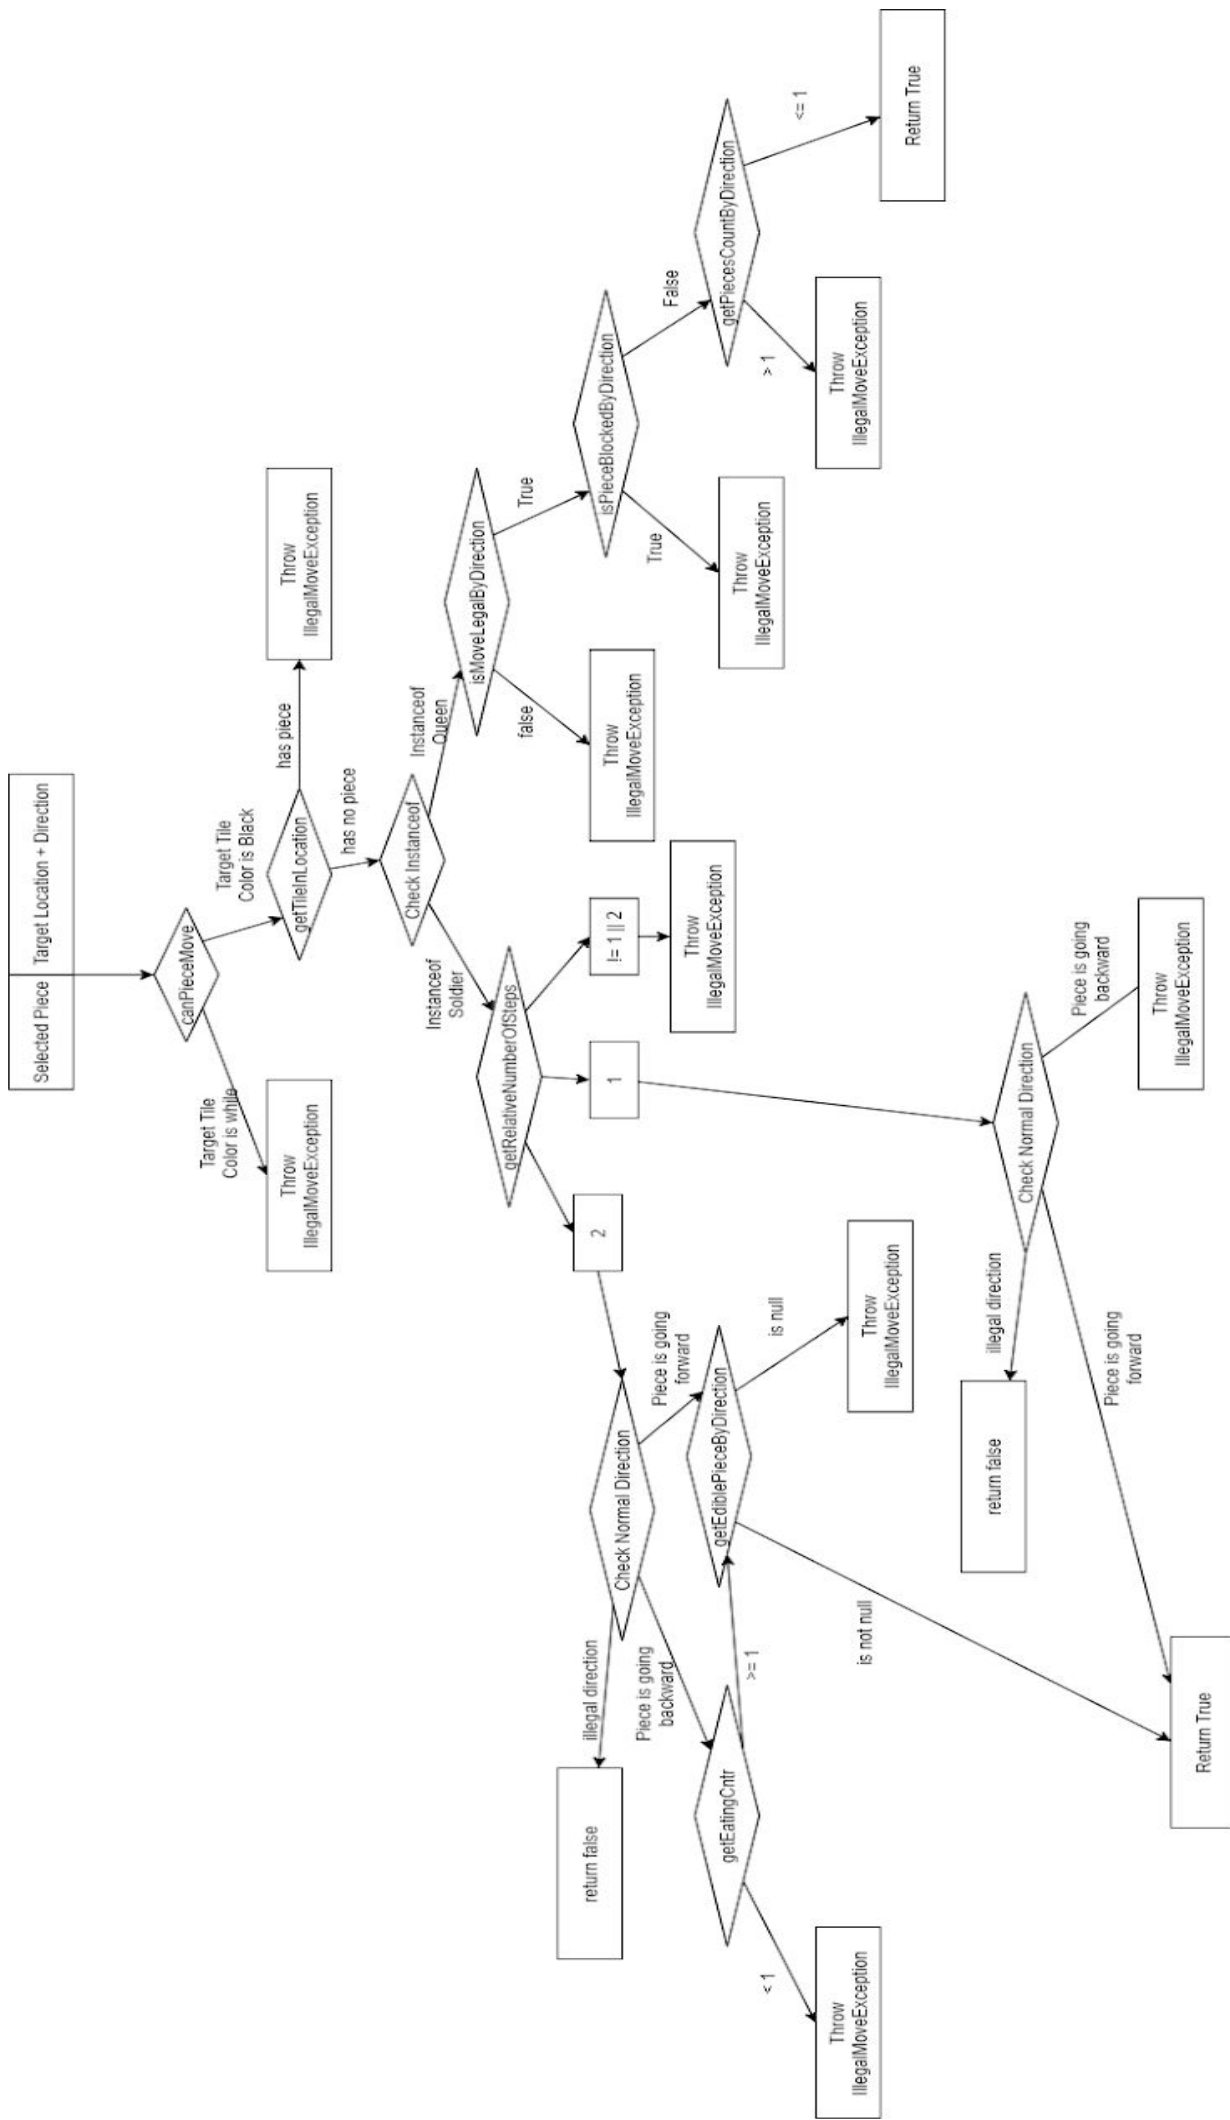 Selected Piece
Target Location + Direction
canPieceMove
Target Tile
Color is while
Target Tile
Color is Black
Throw
IllegalMoveException
getTileInLocation
has piece
Throw
IllegalMoveException
has no piece
Check Instanceof
Instanceof
Soldier
Instanceof
Queen
getRelativeNumberOfSteps
isMoveLegalByDirection
2
1
!= 1 || 2
false
True
Throw
IllegalMoveException
Throw
IllegalMoveException
isPieceBlockedByDirection
True
False
Throw
IllegalMoveException
getPiecesCountByDirection
> 1
<= 1
Throw
IllegalMoveException
Return True
Check Normal Direction
illegal direction
Piece is going
backward
Piece is going
forward
return false
getEatingCntr
>= 1
getEdiblePieceByDirection
< 1
is not null
is null
Throw
IllegalMoveException
Throw
IllegalMoveException
Check Normal Direction
illegal direction
Piece is going
forward
Piece is going
backward
return false
Return True
Throw
IllegalMoveException